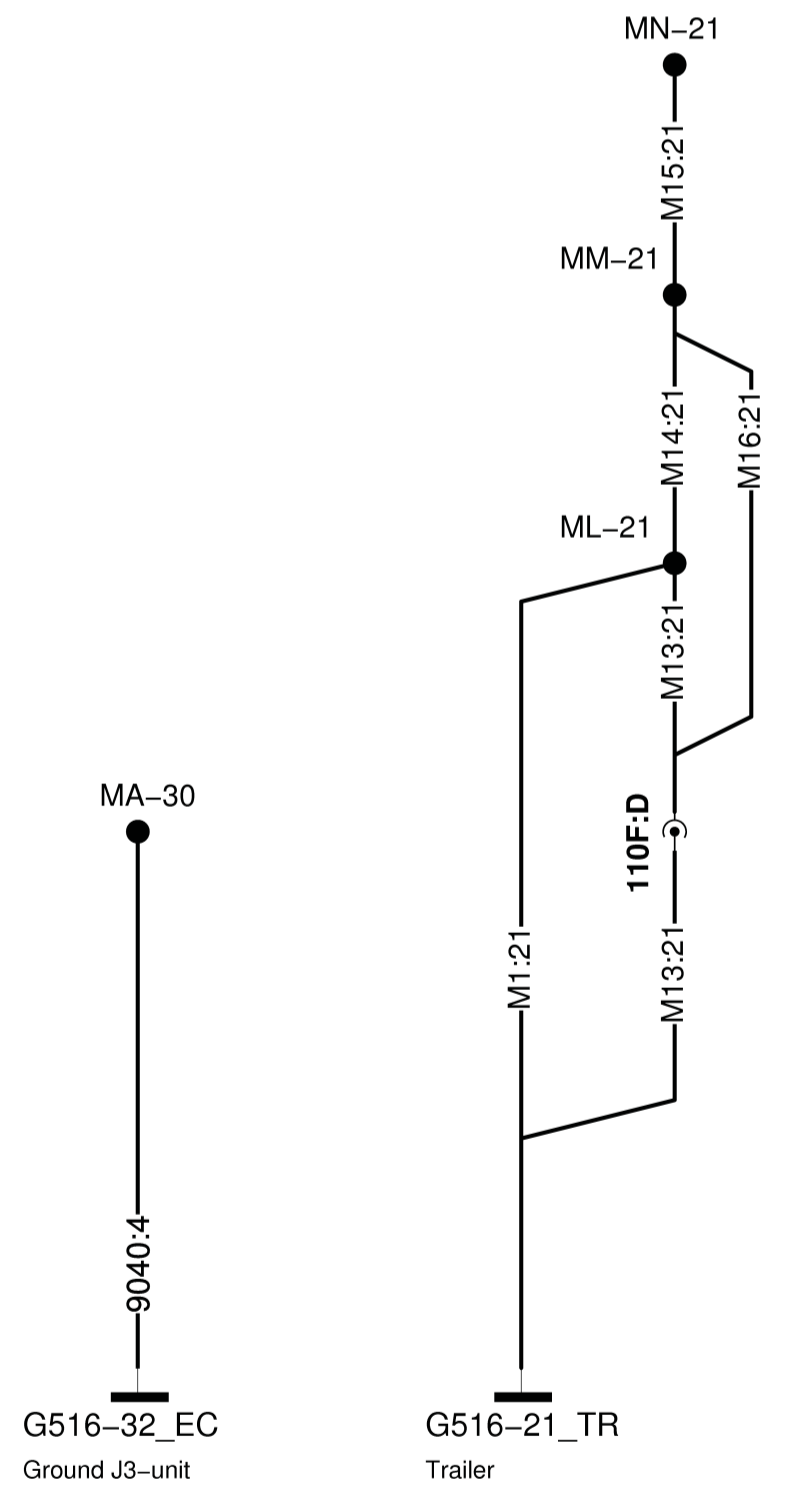 MN–21
M15:21
MM–21
M14:21
M16:21
ML–21
M13:21
MA–30
110F:D
M1:21
M13:21
9040:4
G516–32_EC
Ground J3–unit
G516–21_TR
Trailer